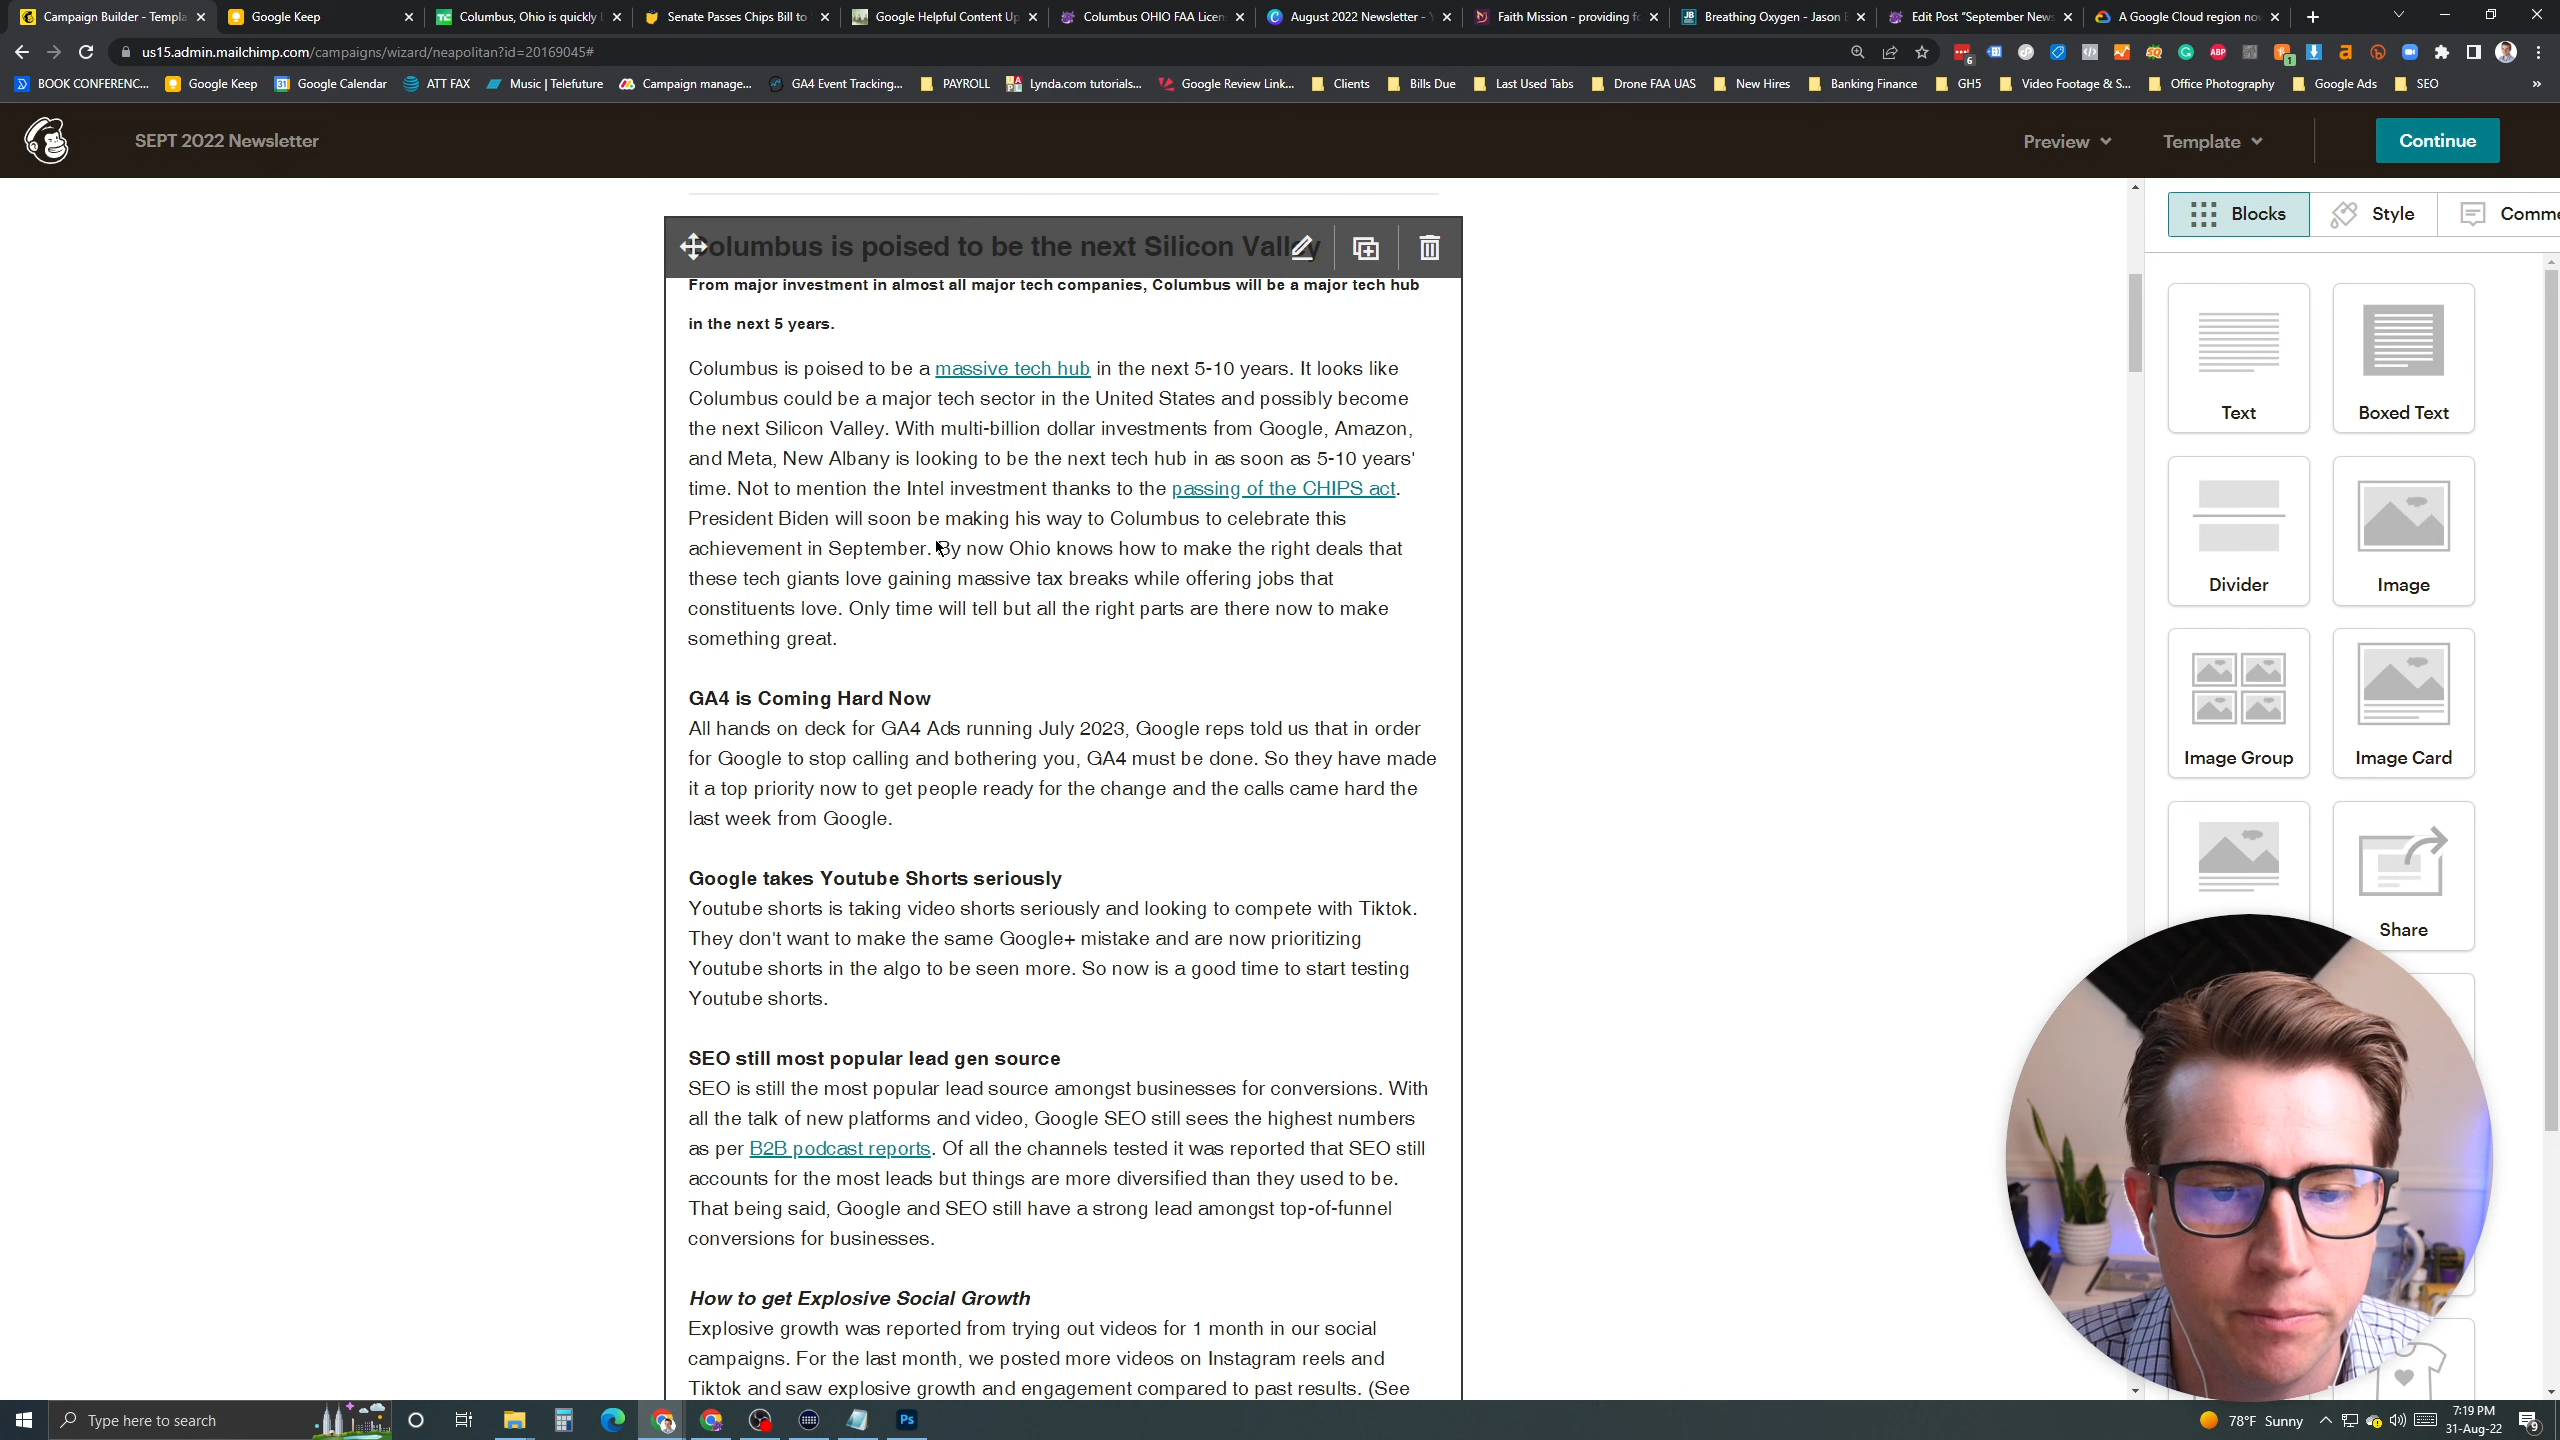 Campaign Builder - Templa
Google Keep
Columbus, Ohio is quickly
Senate Passes Chips Bill to
Google Helpful Content Up
Columbus OHIO FAA Licen
August 2022 Newsletter -
Faith Mission - providing f
Breathing Oxygen - Jason B
Edit Post "September News
A Google Cloud region no
us15.admin.mailchimp.com/campaigns/wizard/neapolitan?id=20169045#
BOOK CONFERENC...
Google Keep
Google Calendar
ATT FAX
Music | Telefuture
Campaign manage...
GA4 Event Tracking...
PAYROLL
Lynda.com tutorials...
Google Review Link...
Clients
Bills Due
Last Used Tabs
Drone FAA UAS
New Hires
Banking Finance
GH5
Video Footage & S...
Office Photography
Google Ads
SEO
SEPT 2022 Newsletter
Preview
Template
Continue
Blocks
Style
Comme
Columbus is poised to be the next Silicon Valley
From major investment in almost all major tech companies, Columbus will be a major tech hub
in the next 5 years.
Columbus is poised to be a massive tech hub in the next 5-10 years. It looks like
Columbus could be a major tech sector in the United States and possibly become
the next Silicon Valley. With multi-billion dollar investments from Google, Amazon,
and Meta, New Albany is looking to be the next tech hub in as soon as 5-10 years'
time. Not to mention the Intel investment thanks to the passing of the CHIPS act.
President Biden will soon be making his way to Columbus to celebrate this
achievement in September. By now Ohio knows how to make the right deals that
these tech giants love gaining massive tax breaks while offering jobs that
constituents love. Only time will tell but all the right parts are there now to make
something great.
GA4 is Coming Hard Now
All hands on deck for GA4 Ads running July 2023, Google reps told us that in order
for Google to stop calling and bothering you, GA4 must be done. So they have made
it a top priority now to get people ready for the change and the calls came hard the
last week from Google.
Google takes Youtube Shorts seriously
Youtube shorts is taking video shorts seriously and looking to compete with Tiktok.
They don't want to make the same Google+ mistake and are now prioritizing
Youtube shorts in the algo to be seen more. So now is a good time to start testing
Youtube shorts.
SEO still most popular lead gen source
SEO is still the most popular lead source amongst businesses for conversions. With
all the talk of new platforms and video, Google SEO still sees the highest numbers
as per B2B podcast reports. Of all the channels tested it was reported that SEO still
accounts for the most leads but things are more diversified than they used to be.
That being said, Google and SEO still have a strong lead amongst top-of-funnel
conversions for businesses.
How to get Explosive Social Growth
Explosive growth was reported from trying out videos for 1 month in our social
campaigns. For the last month, we posted more videos on Instagram reels and
Tiktok and saw explosive growth and engagement compared to past results. (See
Text
Boxed Text
Divider
Image
Image Group
Image Card
Share
Type here to search
78°F Sunny
7:19 PM
31-Aug-22